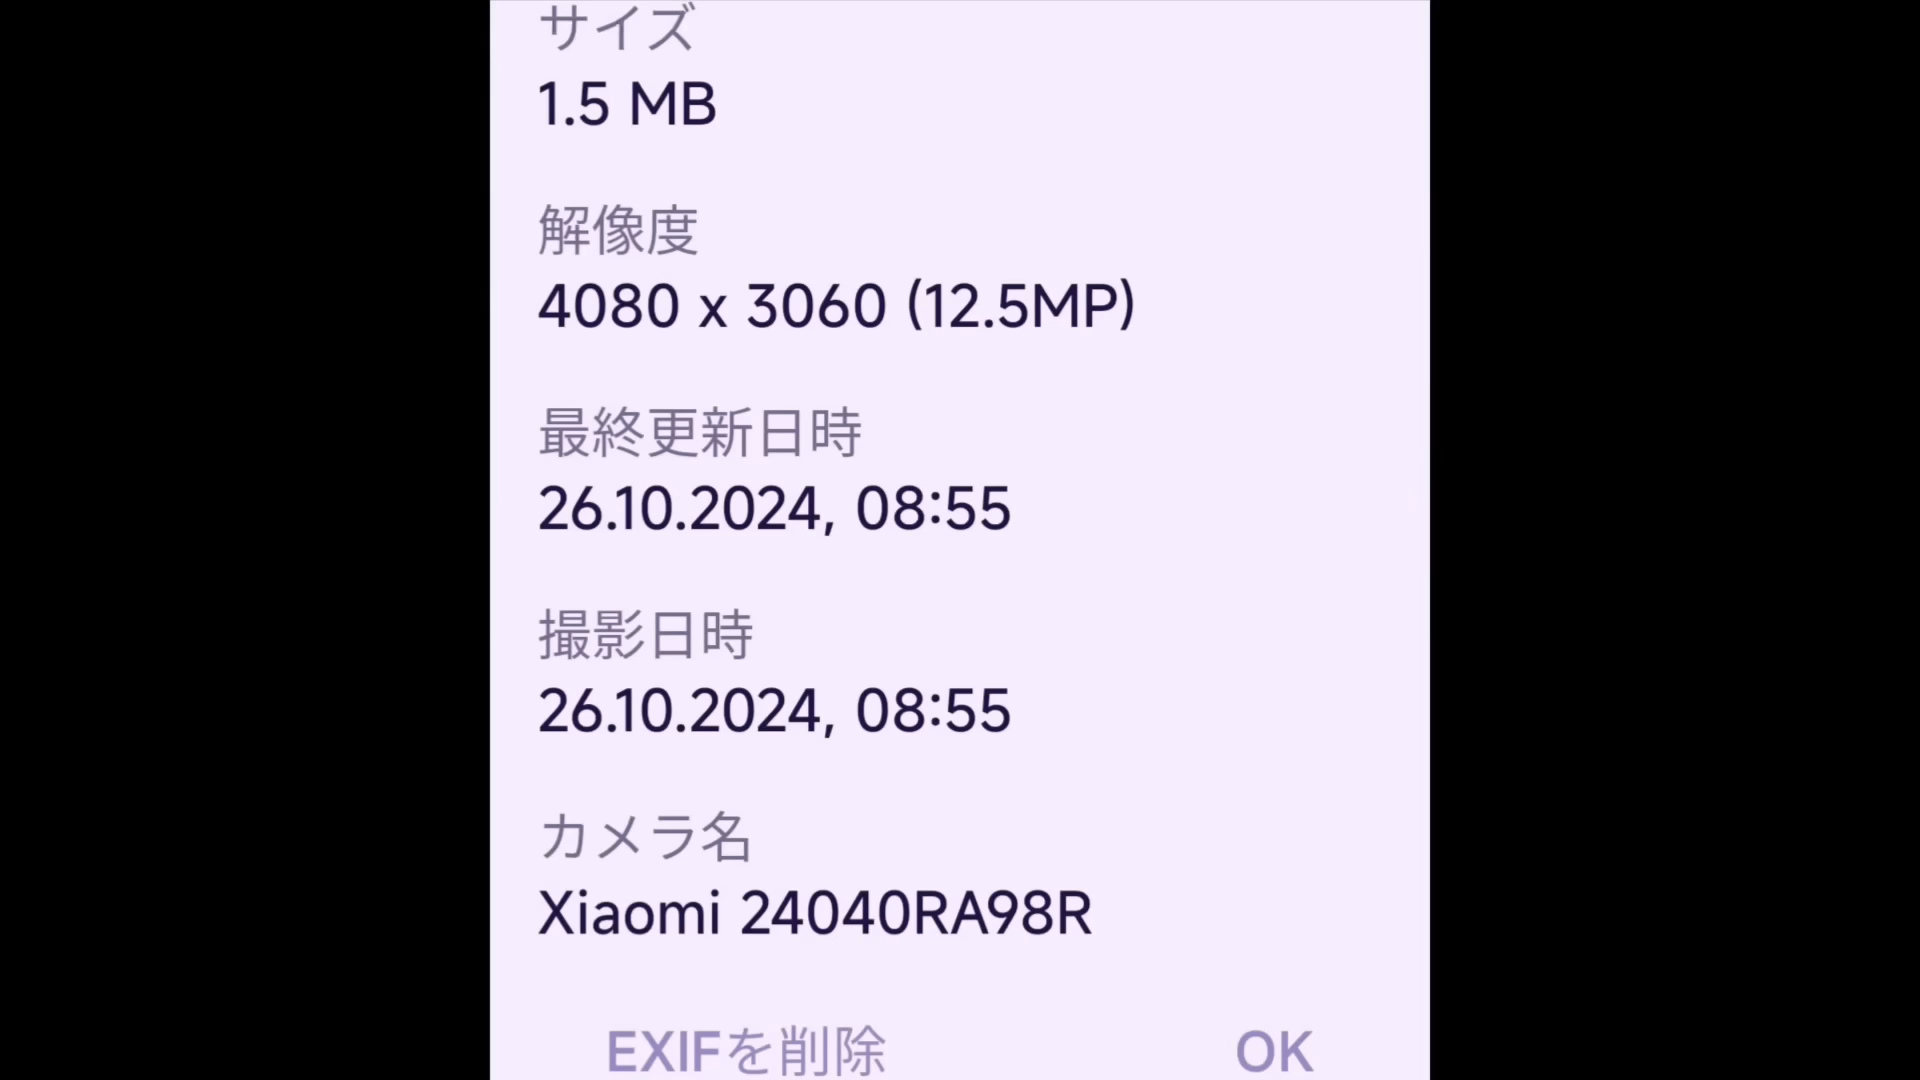 サイズ
1.5 MB
解像度
4080 x 3060 (12.5MP)
最終更新日時
26.10.2024, 08:55
撮影日時
26.10.2024, 08:55
カメラ名
Xiaomi 24040RA98R
EXIFを削除 OK